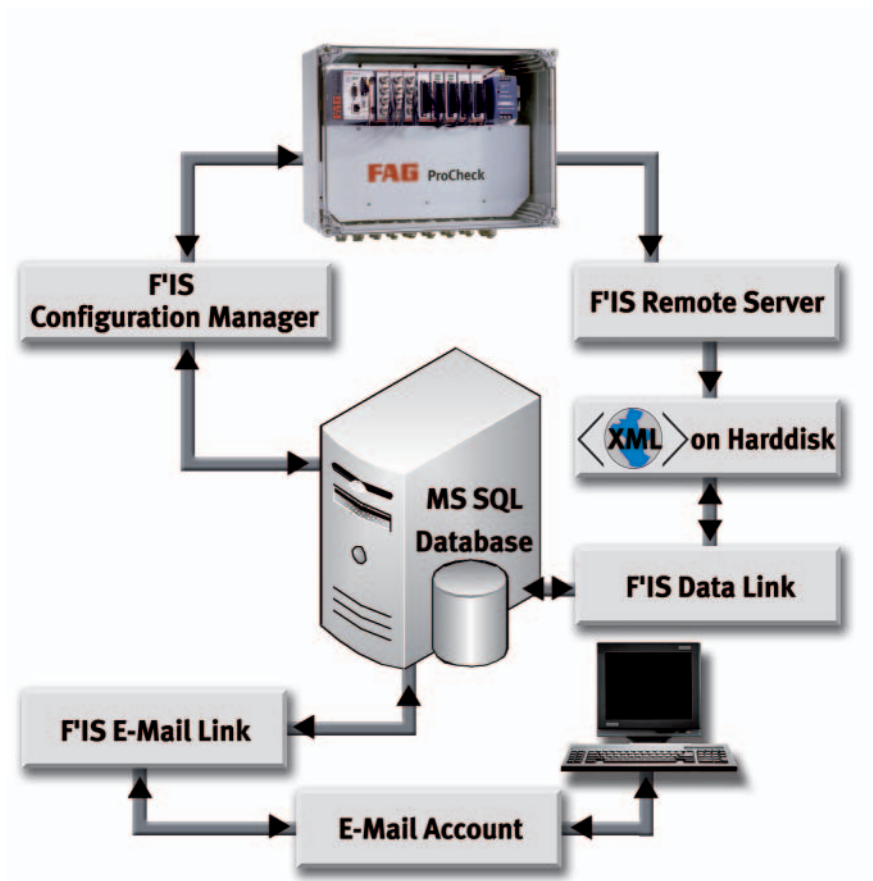 FAG
FAG ProCheck
F'IS
Configuration Manager
F'IS Remote Server
XML on Harddisk
MS SQL
Database
F'IS Data Link
F'IS E-Mail Link
E-Mail Account